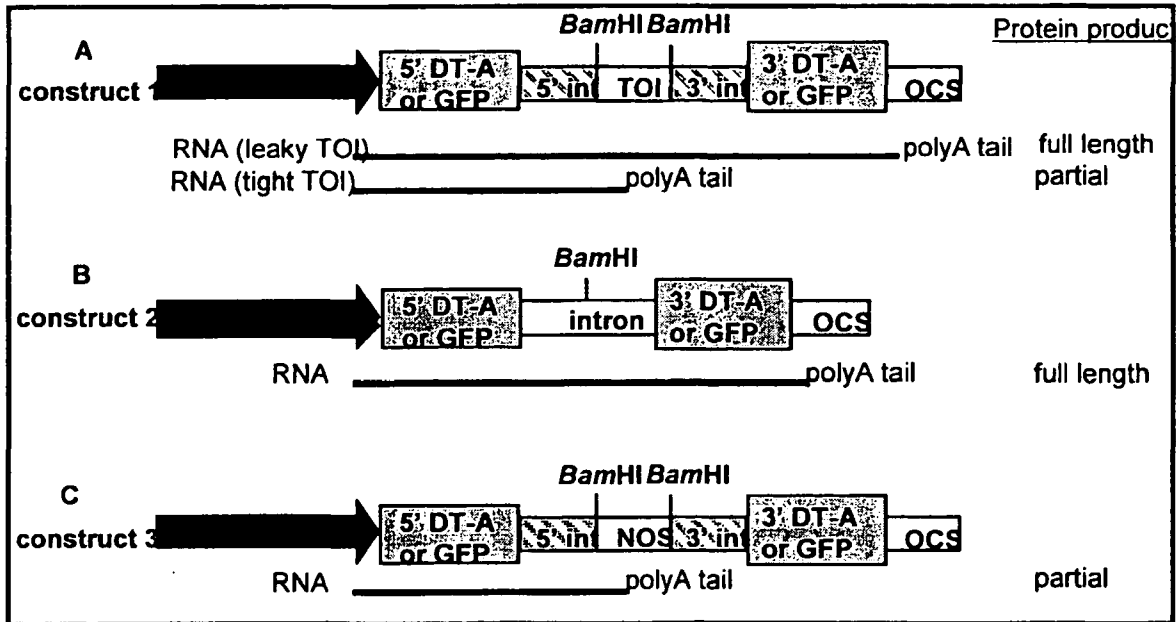 BamHI BamHI Protein product
A
construct 1 5' DT-A or GFP 5' int TOI 3' int 3' DT-A or GFP OCS
RNA (leaky TOI) polyA tail full length
RNA (tight TOI) polyA tail partial
BamHI
B
construct 2 5' DT-A or GFP intron 3' DT-A or GFP OCS
RNA polyA tail full length
BamHI BamHI
C
construct 3 5' DT-A or GFP 5' int NOS 3' int 3' DT-A or GFP OCS
RNA polyA tail partial